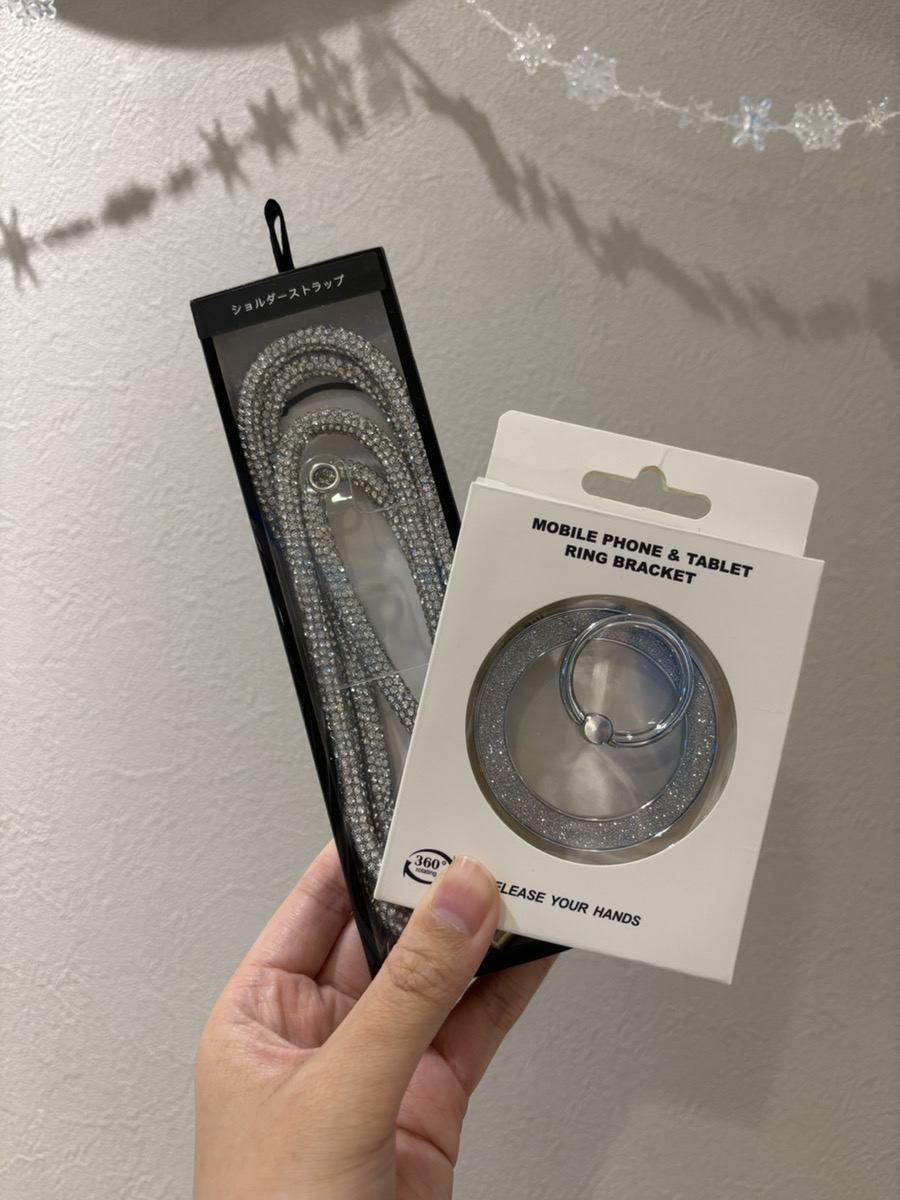 ショルダーストラップ
MOBILE PHONE & TABLET
RING BRACKET
360°
rotating
YOUR HANDS